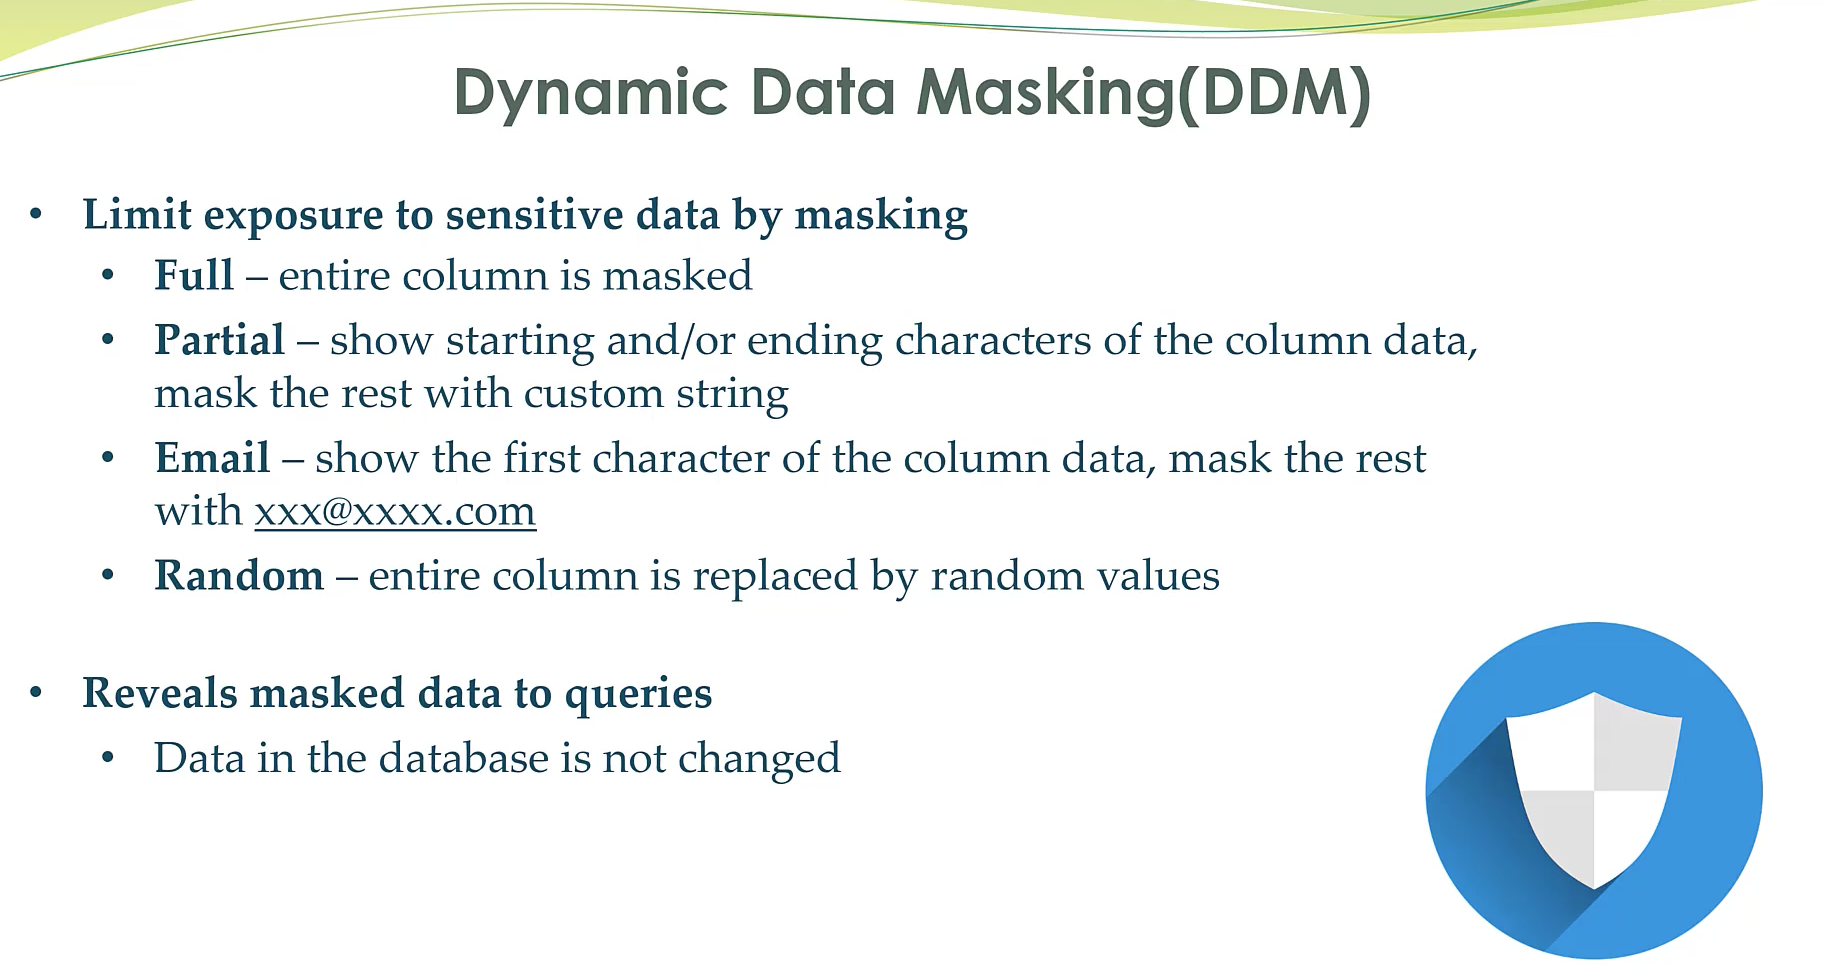 Dynamic Data Masking(DDM)
• Limit exposure to sensitive data by masking
• Full – entire column is masked
• Partial – show starting and/or ending characters of the column data,
mask the rest with custom string
• Email – show the first character of the column data, mask the rest
with xxx@xxxx.com
• Random – entire column is replaced by random values
• Reveals masked data to queries
• Data in the database is not changed